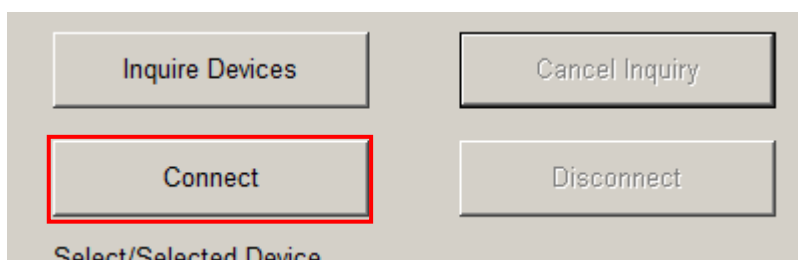 Inquire Devices
Cancel Inquiry
Connect
Disconnect
Select/Selected Device